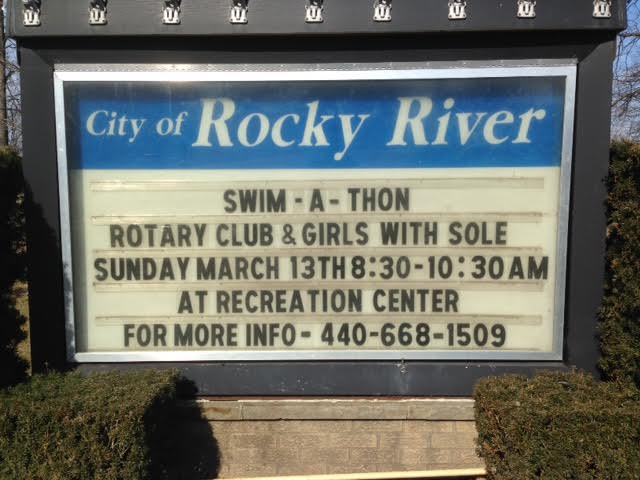 City of Rocky River
SWIM - A - THON
ROTARY CLUB & GIRLS WITH SOLE
SUNDAY MARCH 13TH 8:30-10:30 AM
AT RECREATION CENTER
FOR MORE INFO - 440-668-1509